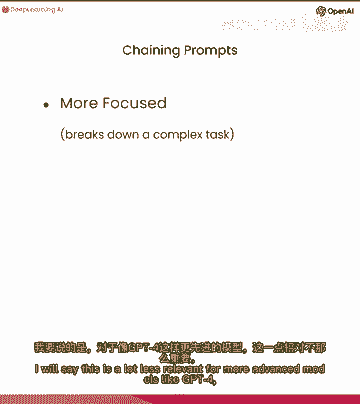 DeepLearning.AI
OpenAI
Chaining Prompts
• More Focused
(breaks down a complex task)
我要说的是，对于像GPT-4这样更先进的模型，这一点相对不那
么重要，
I will say this is a lot less relevant for more advanced mod
els like GPT-4,